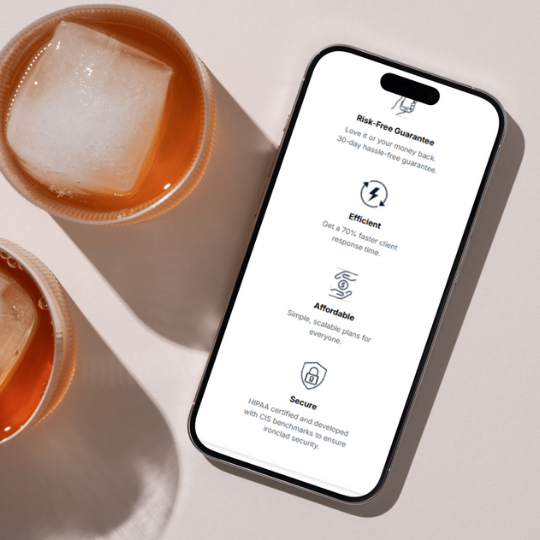 Risk-Free Guarantee
Love it or your money back.
30-day hassle-free guarantee.
Efficient
Get a 70% faster client
response time.
Affordable
Simple, scalable plans for
everyone.
Secure
HIPAA certified and developed
with CIS benchmarks to ensure
ironclad security.